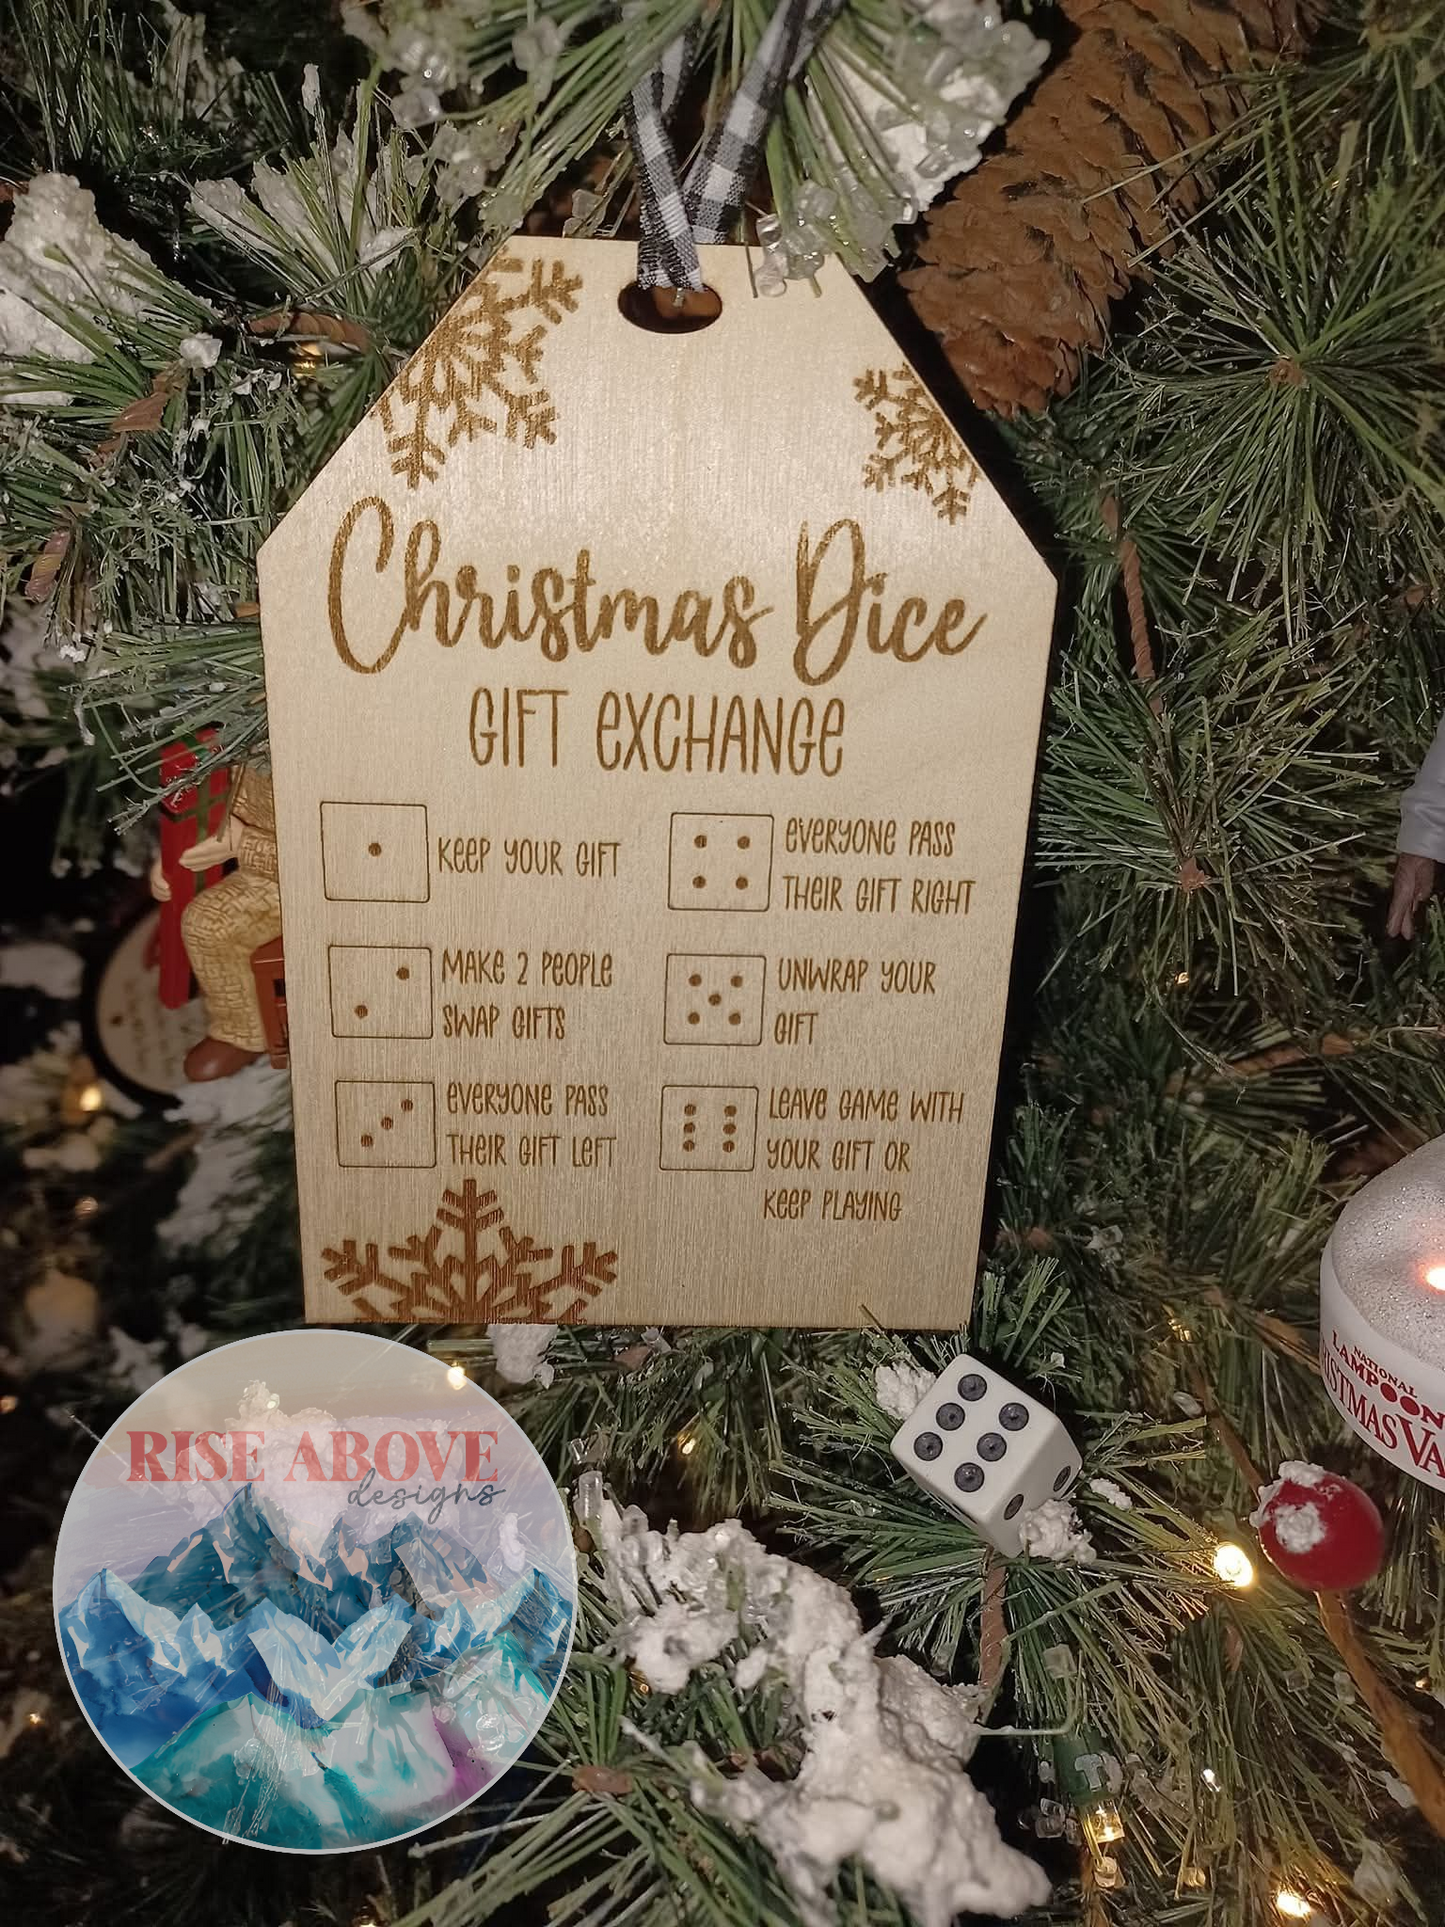 Christmas Dice
GIFT EXCHANGE
KEEP YOUR GIFT
MAKE 2 PEOPLE
SWAP GIFTS
EVERYONE PASS
THEIR GIFT LEFT
EVERYONE PASS
THEIR GIFT RIGHT
UNWRAP YOUR
GIFT
LEAVE GAME WITH
YOUR GIFT OR
KEEP PLAYING
NATIONAL
LAMPOON
RISE ABOVE
designs